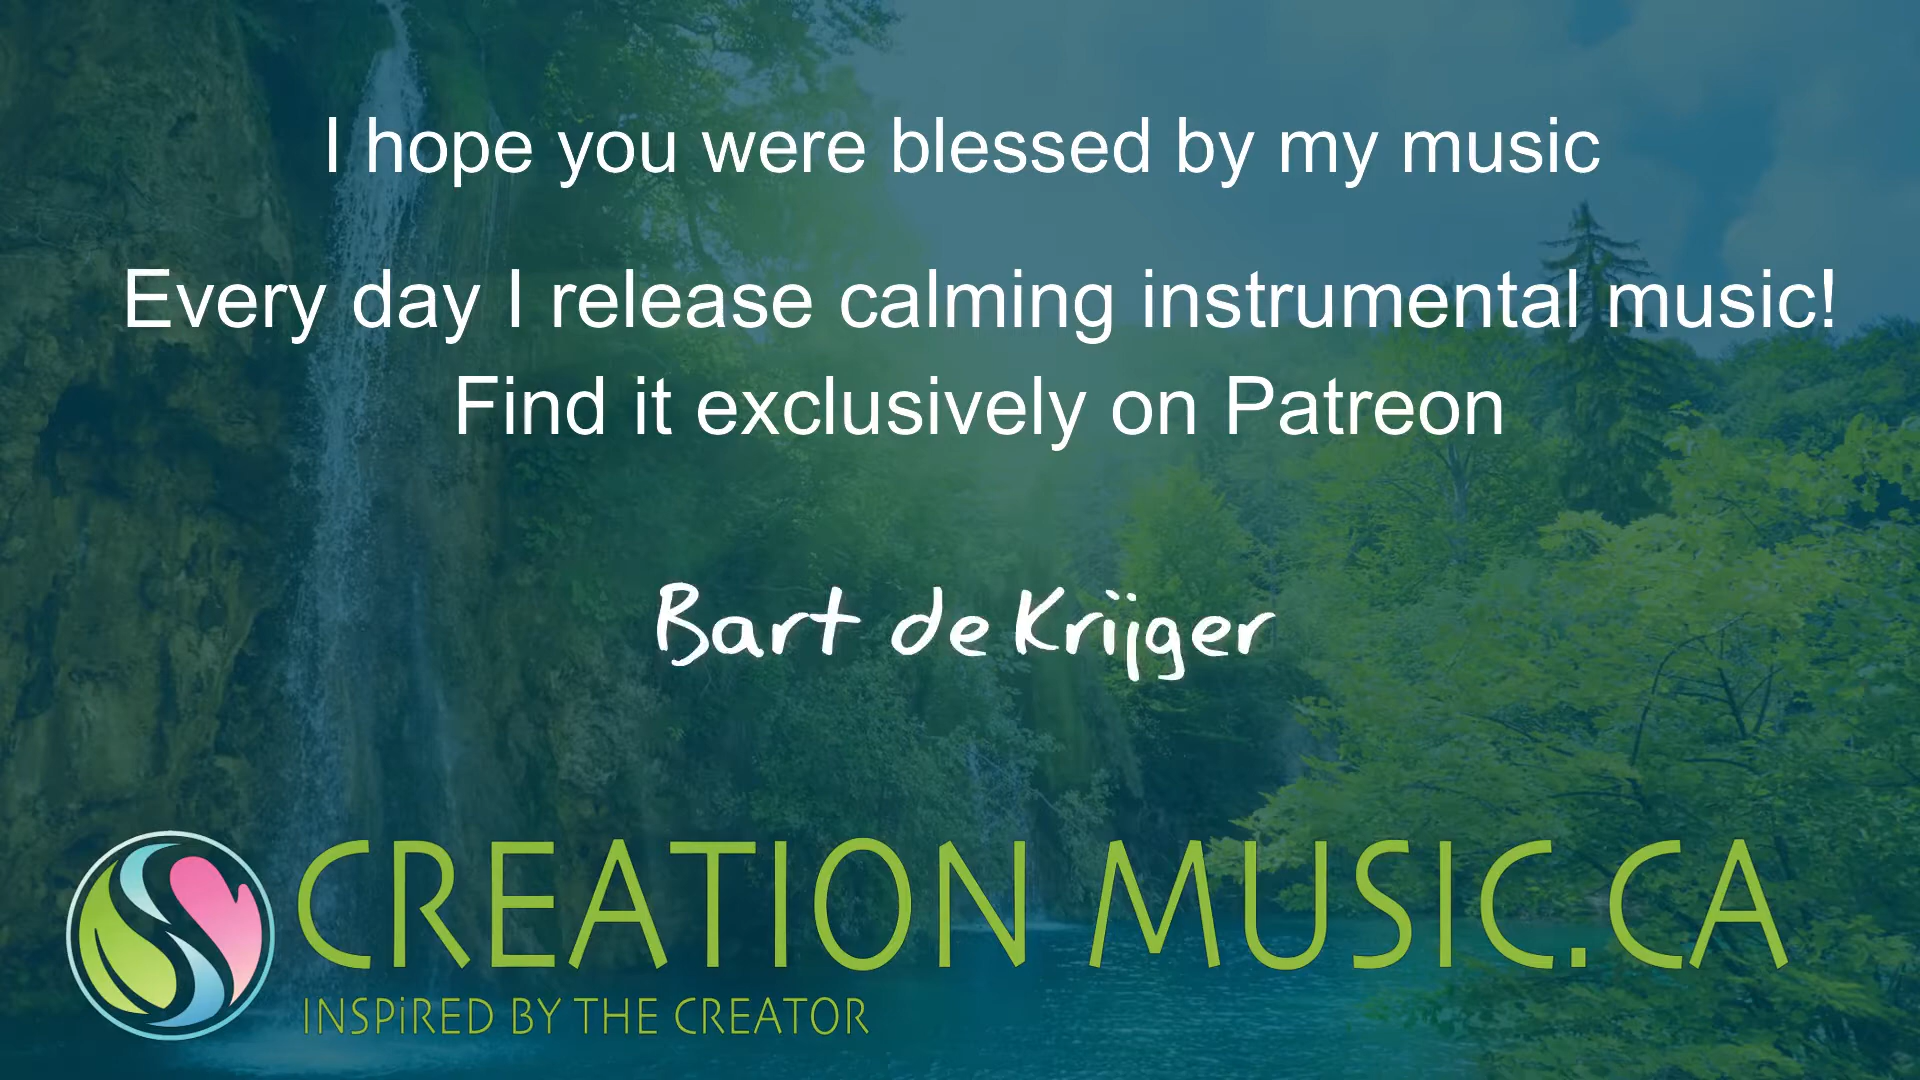 I hope you were blessed by my music
Every day I release calming instrumental music!
Find it exclusively on Patreon
Bart de Krijger
CREATION MUSIC.CA
INSPiRED BY THE CREATOR